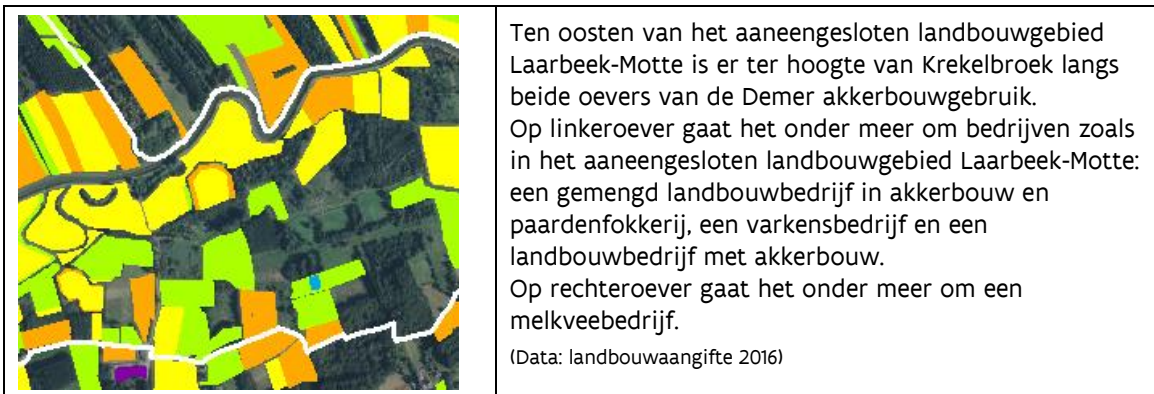 Ten oosten van het aaneengesloten landbouwgebied
Laarbeek-Motte is er ter hoogte van Krekelbroek langs
beide oevers van de Demer akkerbouwgebruik.
Op linkeroever gaat het onder meer om bedrijven zoals
in het aaneengesloten landbouwgebied Laarbeek-Motte:
een gemengd landbouwbedrijf in akkerbouw en
paardenfokkerij, een varkensbedrijf en een
landbouwbedrijf met akkerbouw.
Op rechteroever gaat het onder meer om een
melkveebedrijf.
(Data: landbouwaangifte 2016)